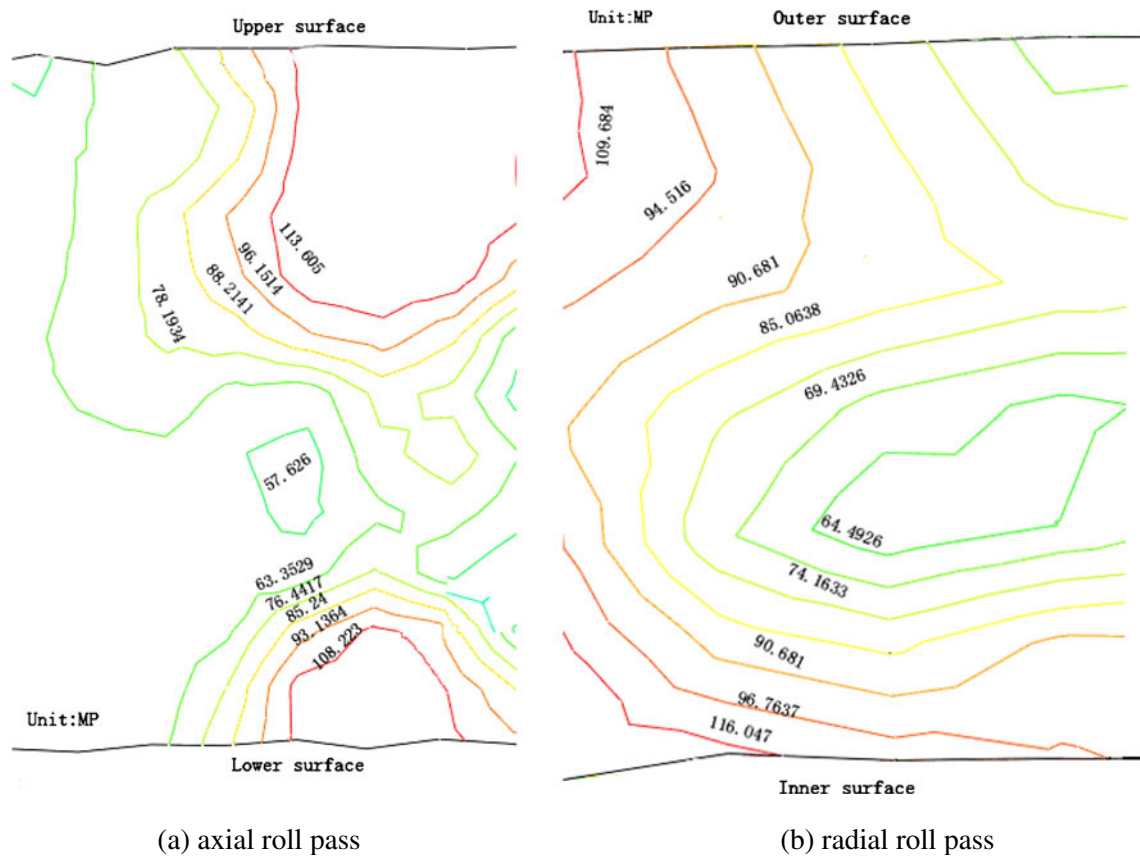 Upper surface
113.605
96.1514
88.2141
78.1934
57.626
63.3529
76.4417
85.24
93.1364
108.223
Unit:MP
Lower surface
(a) axial roll pass
Unit:MP
Outer surface
109.684
94.516
90.681
85.0638
69.4326
64.4926
74.1633
90.681
96.7637
116.047
Inner surface
(b) radial roll pass